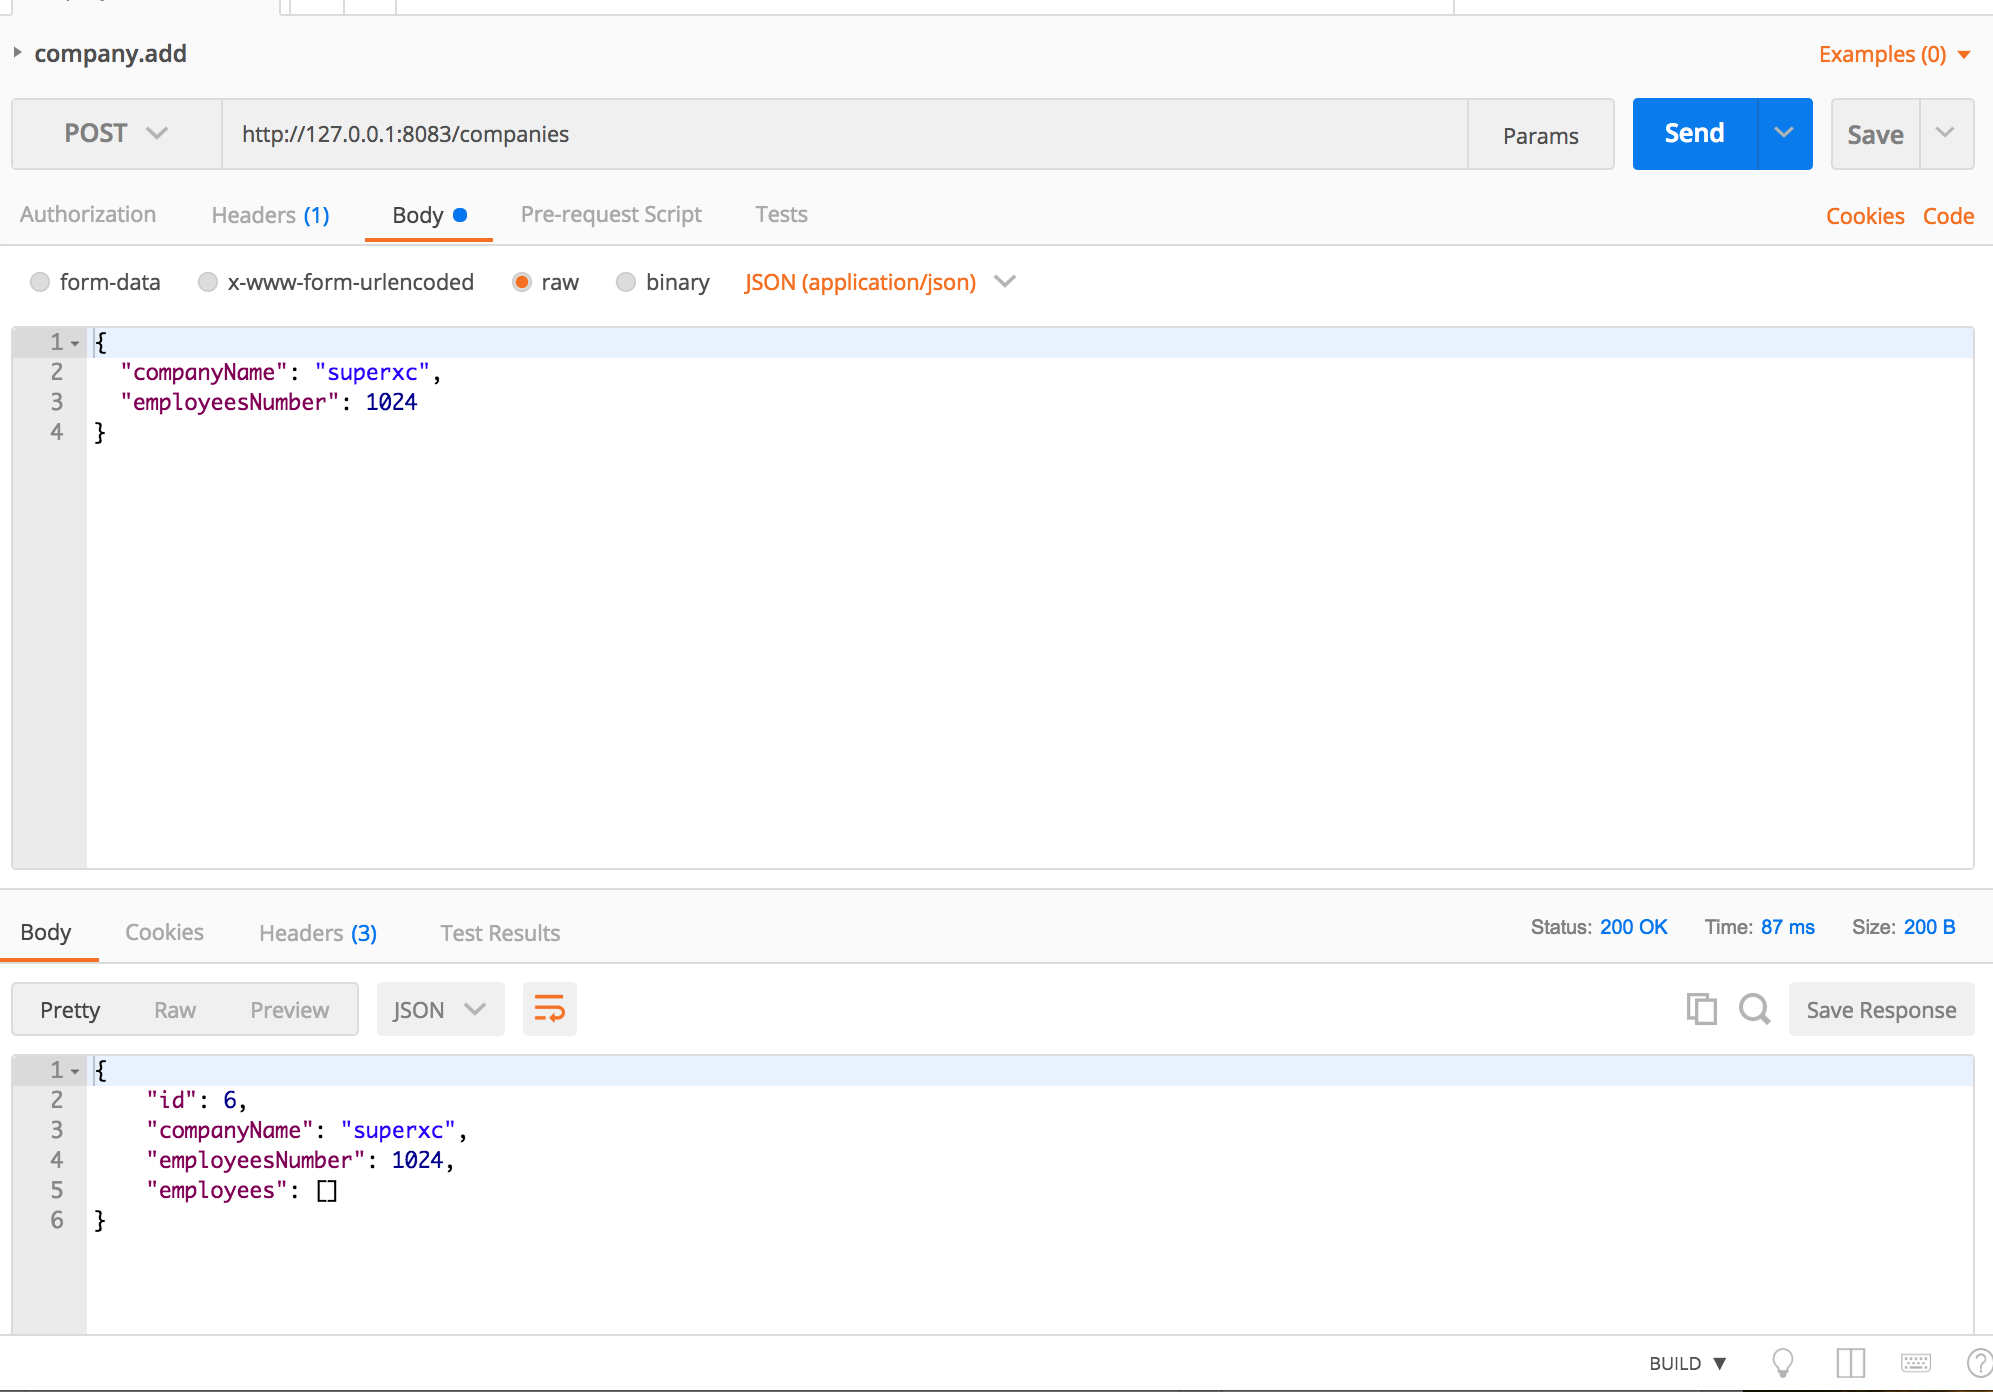 company.add
Examples (0)
POST http://127.0.0.1:8083/companies Params Send Save
Authorization Headers (1) Body Pre-request Script Tests Cookies Code
form-data x-www-form-urlencoded raw binary JSON (application/json)
1 {
2 "companyName": "superxc",
3 "employeesNumber": 1024
4 }
Body Cookies Headers (3) Test Results Status: 200 OK Time: 87 ms Size: 200 B
Pretty Raw Preview JSON Save Response
1 {
2 "id": 6,
3 "companyName": "superxc",
4 "employeesNumber": 1024,
5 "employees": []
6 }
BUILD ▼